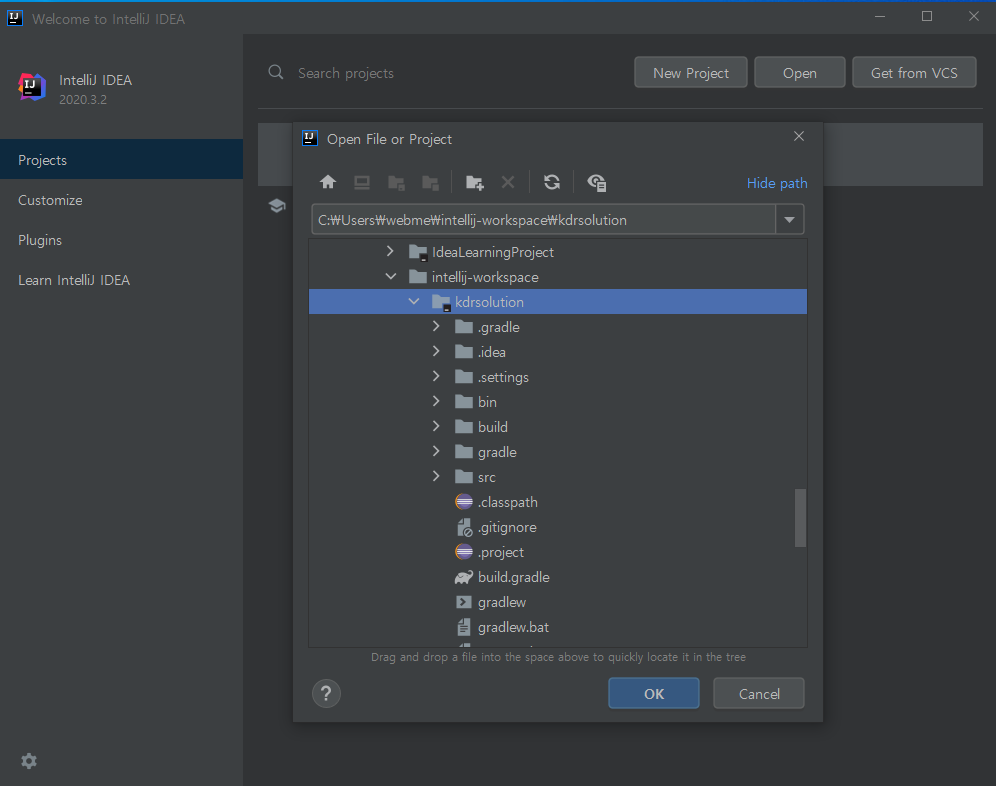 Welcome to IntelliJ IDEA
IntelliJ IDEA
2020.3.2
Search projects
New Project
Open
Get from VCS
Projects
Customize
Plugins
Learn IntelliJ IDEA
Open File or Project
Hide path
C:₩Users₩webme₩intellij-workspace₩kdrsolution
IdeaLearningProject
intellij-workspace
kdrsolution
.gradle
.idea
.settings
bin
build
gradle
src
.classpath
.gitignore
.project
build.gradle
gradlew
gradlew.bat
Drag and drop a file into the space above to quickly locate it in the tree
?
OK
Cancel